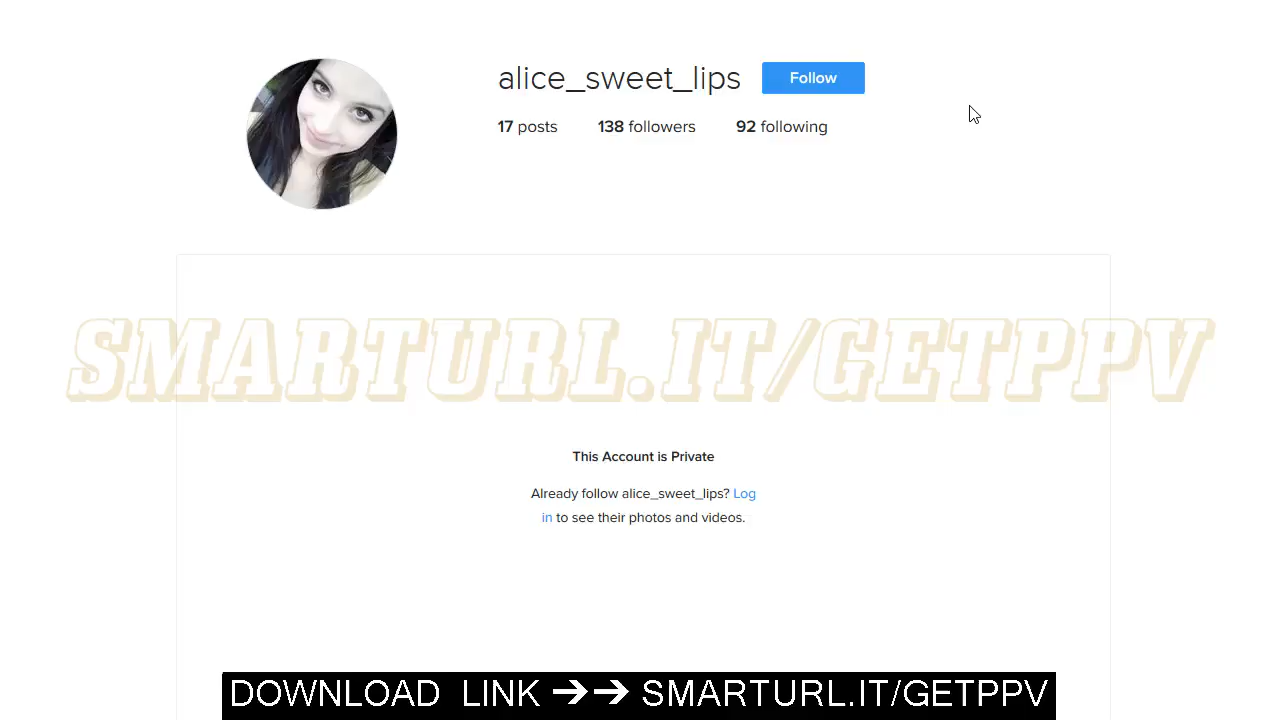 alice_sweet_lips Follow
17 posts 138 followers 92 following
SMARTURL.IT/GETPPV
This Account is Private
Already follow alice_sweet_lips? Log
in to see their photos and videos.
DOWNLOAD LINK →→ SMARTURL.IT/GETPPV